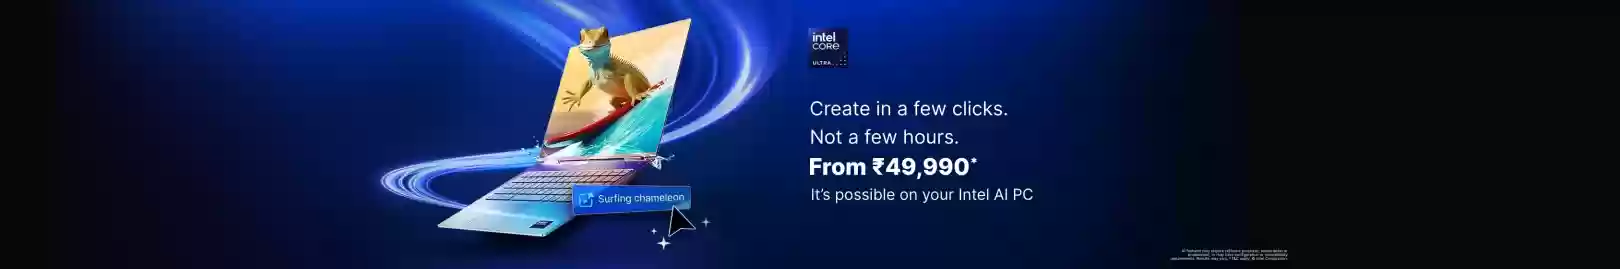 intel
CORE
ULTRA
Create in a few clicks.
Not a few hours.
From ₹49,990*
It's possible on your Intel AI PC
Surfing chameleon